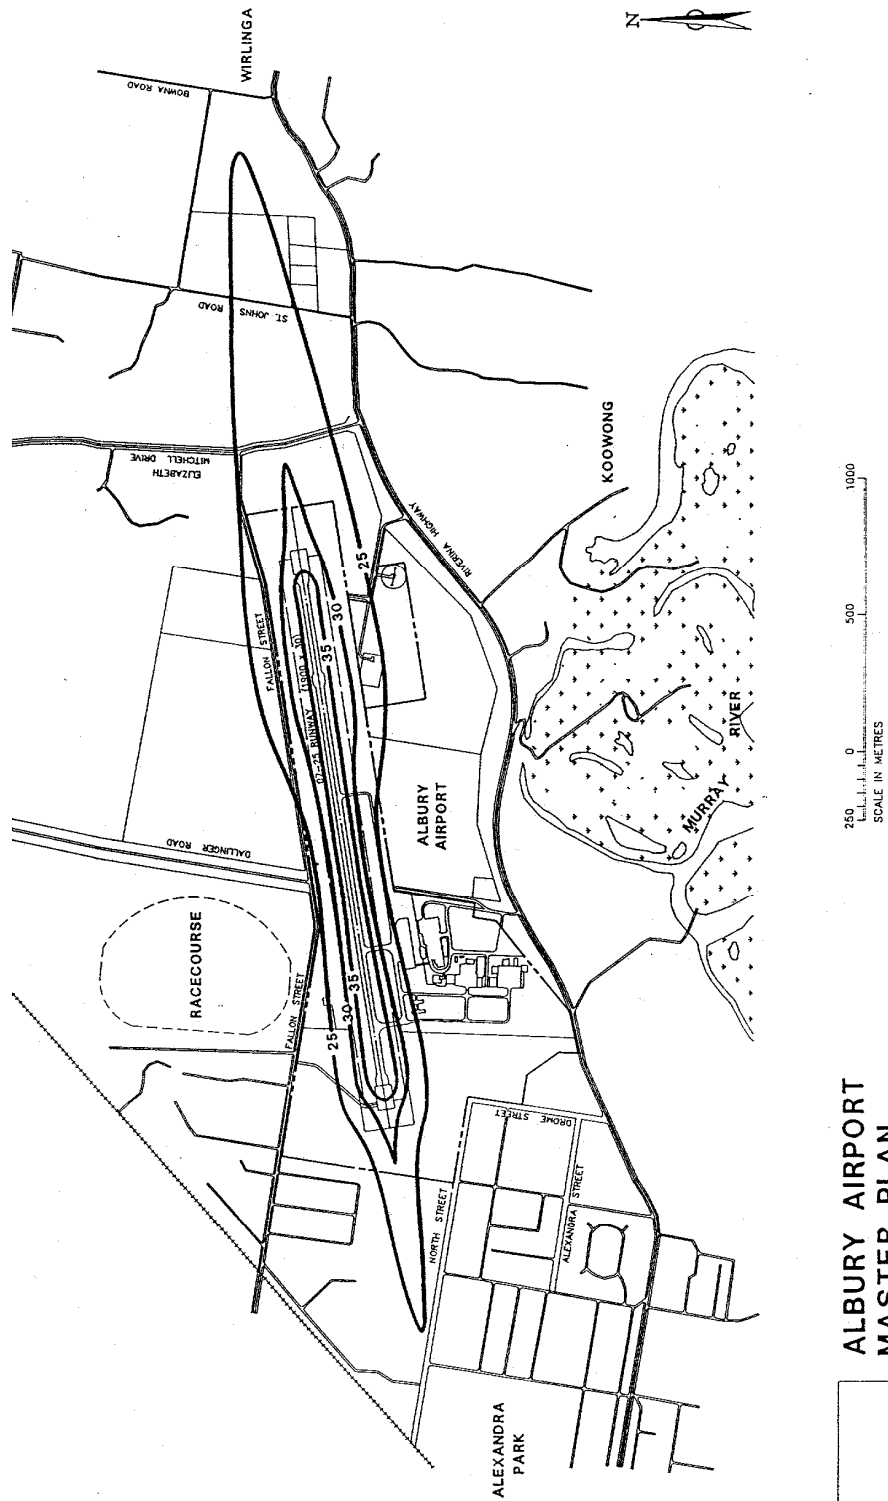 BOWNA ROAD
ELIZABETH
MITCHELL DRIVE
DALLINGER ROAD
RACECOURSE
WIRLINGA
ST. JOHNS ROAD
FALLON STREET
FALLON STREET
07-25 RUNWAY (1900 x 30)
25
30
35
35
30
25
ALBURY
AIRPORT
RIVERINA HIGHWAY
NORTH STREET
DROME STREET
ALEXANDRA STREET
ALEXANDRA
PARK
KOOWONG
MURRAY RIVER
N
250 0 500 1000
SCALE IN METRES
ALBURY AIRPORT
MASTER PLAN